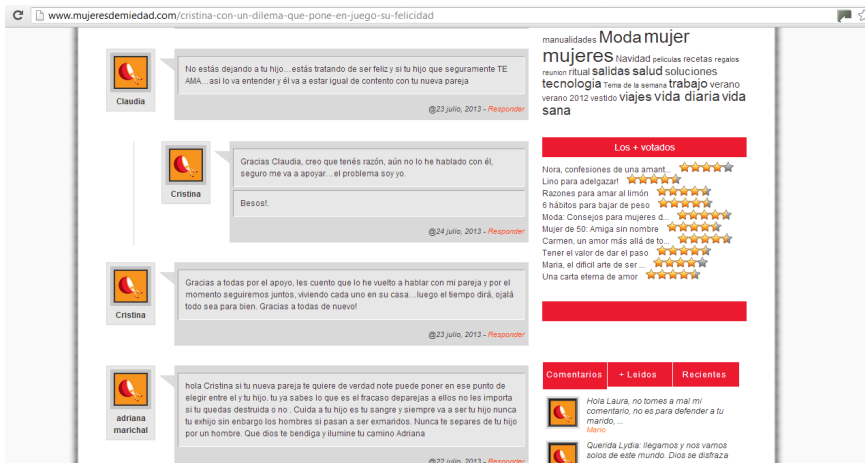 www.mujeresdemiedad.com/cristina-con-un-dilema-que-pone-en-juego-su-felicidad
Claudia
No estás dejando a tu hijo...estás tratando de ser feliz y si tu hijo que seguramente TE
AMA...asi lo va entender y él va a estar igual de contento con tu nueva pareja
@23 julio, 2013 - Responder
Cristina
Gracias Claudia, creo que tenés razón, aún no lo he hablado con él,
seguro me va a apoyar...el problema soy yo.
Besos!.
@24 julio, 2013 - Responder
Cristina
Gracias a todas por el apoyo, les cuento que lo he vuelto a hablar con mi pareja y por el
momento seguiremos juntos, viviendo cada uno en su casa...luego el tiempo dirá, ojalá
todo sea para bien. Gracias a todas de nuevo!
@23 julio, 2013 - Responder
adriana
marichal
hola Cristina si tu nueva pareja te quiere de verdad note puede poner en ese punto de
elegir entre el y tu hijo. tu ya sabes lo que es el fracaso deparejas a ellos no les importa
si tu quedas destruida o no . Cuida a tu hijo es tu sangre y siempre va a ser tu hijo nunca
tu exhijo sin enbargo los hombres si pasan a ser exmaridos. Nunca te separes de tu hijo
por un hombre. Que dios te bendiga y ilumine tu camino Adriana
@22 julio, 2013 - Responder
manualidades Moda mujer
mujeres Navidad peliculas recetas regalos
reunion ritual salidas salud soluciones
tecnologia Tema de la semana trabajo verano
verano 2012 vestido viajes vida diaria vida
sana
Los + votados
Nora, confesiones de una amant...
Lino para adelgazar!
Razones para amar al limón
6 hábitos para bajar de peso
Moda: Consejos para mujeres d...
Mujer de 50: Amiga sin nombre
Carmen, un amor más allá de to...
Tener el valor de dar el paso
Maria, el dificil arte de ser ...
Una carta eterna de amor
Comentarios + Leidos Recientes
Hola Laura, no tomes a mal mi
comentario, no es para defender a tu
marido, ...
Mario
Querida Lydia: llegamos y nos vamos
solos de este mundo. Dios se disfraza